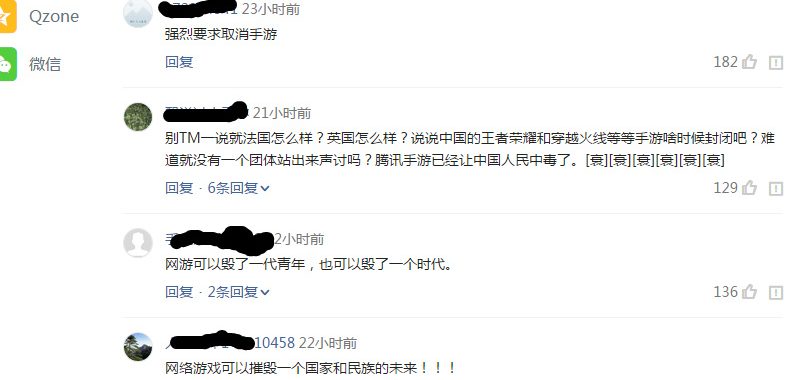 Qzone
微信
23小时前
强烈要求取消手游
回复
182
21小时前
别TM一说就法国怎么样？英国怎么样？说说中国的王者荣耀和穿越火线等等手游啥时候封闭吧？难
道就没有一个团体站出来声讨吗？腾讯手游已经让中国人民中毒了。[衰][衰][衰][衰][衰][衰]
回复 · 6条回复
129
2小时前
网游可以毁了一代青年，也可以毁了一个时代。
回复 · 2条回复
136
10458 22小时前
网络游戏可以摧毁一个国家和民族的未来！！！